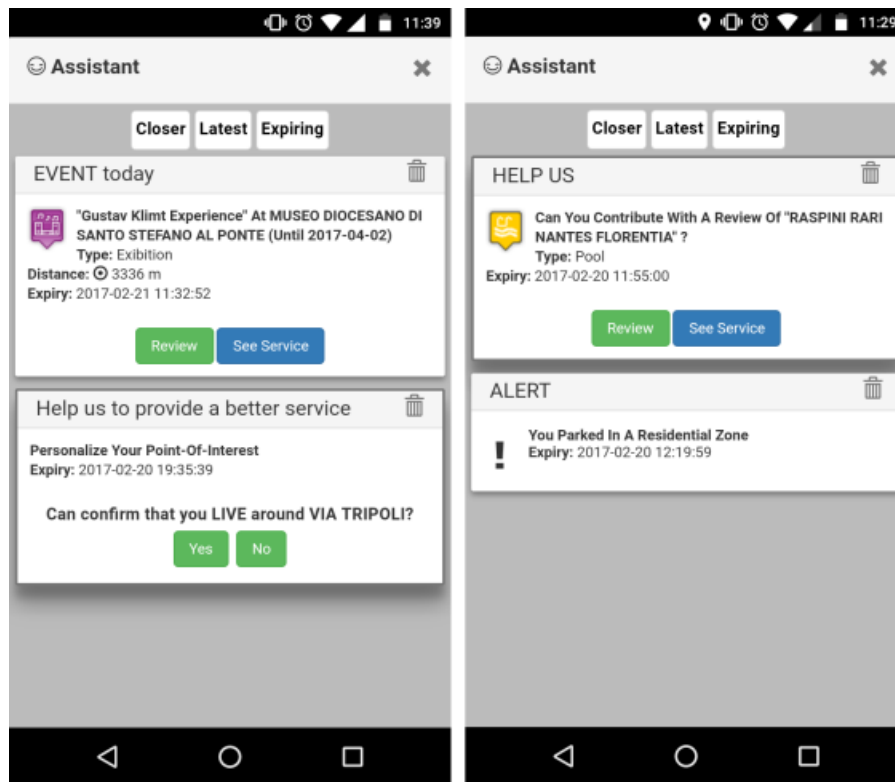 11:39
Assistant
Closer Latest Expiring
EVENT today
"Gustav Klimt Experience" At MUSEO DIOCESANO DI
SANTO STEFANO AL PONTE (Until 2017-04-02)
Type: Exibition
Distance: 3336 m
Expiry: 2017-02-21 11:32:52
Review See Service
Help us to provide a better service
Personalize Your Point-Of-Interest
Expiry: 2017-02-20 19:35:39
Can confirm that you LIVE around VIA TRIPOLI?
Yes No
11:29
Assistant
Closer Latest Expiring
HELP US
Can You Contribute With A Review Of "RASPINI RARI
NANTES FLORENTIA" ?
Type: Pool
Expiry: 2017-02-20 11:55:00
Review See Service
ALERT
You Parked In A Residential Zone
Expiry: 2017-02-20 12:19:59